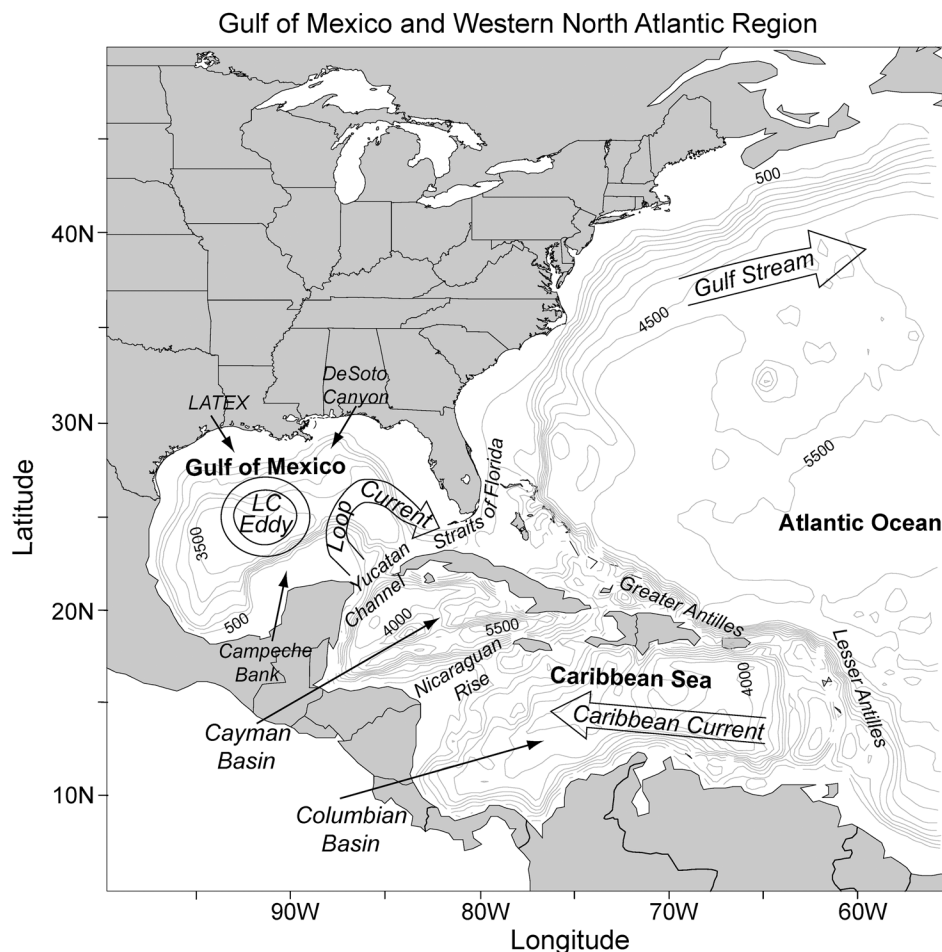 Gulf of Mexico and Western North Atlantic Region
500
40N
Gulf Stream
4500
DeSoto
Canyon
LATEX
30N
5500
Gulf of Mexico
Straits of Florida
LC
Eddy
Loop
Current
Atlantic Ocean
3500
Yucatan
Channel
Greater Antilles
20N
500
4000
5500
Campeche
Bank
Nicaraguan
Rise
Caribbean Sea
4000
Lesser Antilles
Caribbean Current
Cayman
Basin
10N
Columbian
Basin
90W
80W
70W
60W
Latitude
Longitude